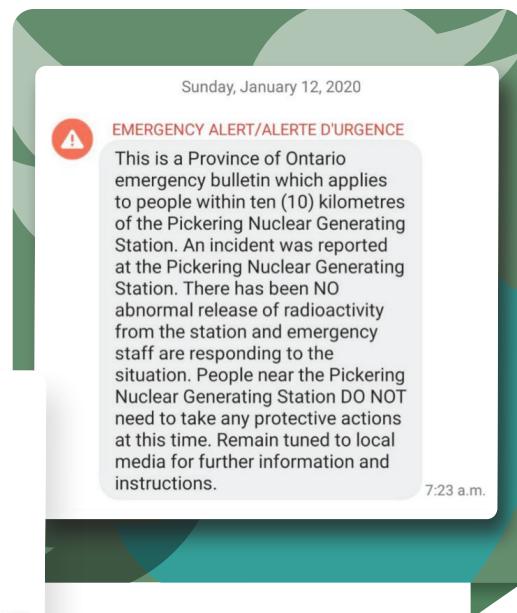 Sunday, January 12, 2020
EMERGENCY ALERT/ALERTE D'URGENCE
This is a Province of Ontario
emergency bulletin which applies
to people within ten (10) kilometres
of the Pickering Nuclear Generating
Station. An incident was reported
at the Pickering Nuclear Generating
Station. There has been NO
abnormal release of radioactivity
from the station and emergency
staff are responding to the
situation. People near the Pickering
Nuclear Generating Station DO NOT
need to take any protective actions
at this time. Remain tuned to local
media for further information and
instructions.
7:23 a.m.